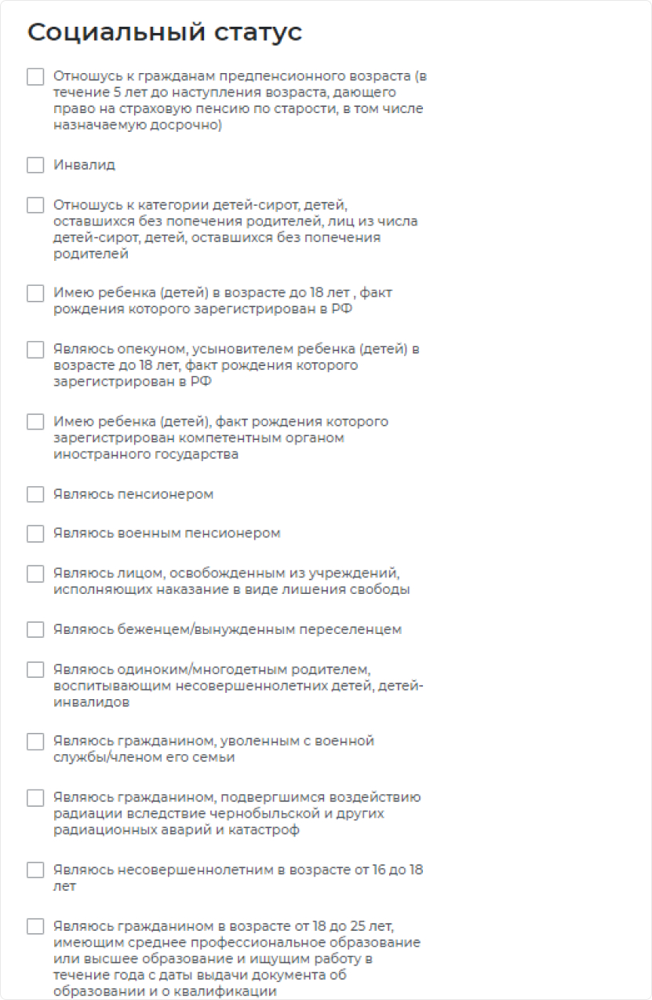 Социальный статус
Отношусь к гражданам предпенсионного возраста (в
течение 5 лет до наступления возраста, дающего
право на страховую пенсию по старости, в том числе
назначаемую досрочно)
Инвалид
Отношусь к категории детей-сирот, детей,
оставшихся без попечения родителей, лиц из числа
детей-сирот, детей, оставшихся без попечения
родителей
Имею ребенка (детей) в возрасте до 18 лет , факт
рождения которого зарегистрирован в РФ
Являюсь опекуном, усыновителем ребенка (детей) в
возрасте до 18 лет, факт рождения которого
зарегистрирован в РФ
Имею ребенка (детей), факт рождения которого
зарегистрирован компетентным органом
иностранного государства
Являюсь пенсионером
Являюсь военным пенсионером
Являюсь лицом, освобожденным из учреждений,
исполняющих наказание в виде лишения свободы
Являюсь беженцем/вынужденным переселенцем
Являюсь одиноким/многодетным родителем,
воспитывающим несовершеннолетних детей, детей-
инвалидов
Являюсь гражданином, уволенным с военной
службы/членом его семьи
Являюсь гражданином, подвергшимся воздействию
радиации вследствие чернобыльской и других
радиационных аварий и катастроф
Являюсь несовершеннолетним в возрасте от 16 до 18
лет
Являюсь гражданином в возрасте от 18 до 25 лет,
имеющим среднее профессиональное образование
или высшее образование и ищущим работу в
течение года с даты выдачи документа об
образовании и о квалификации